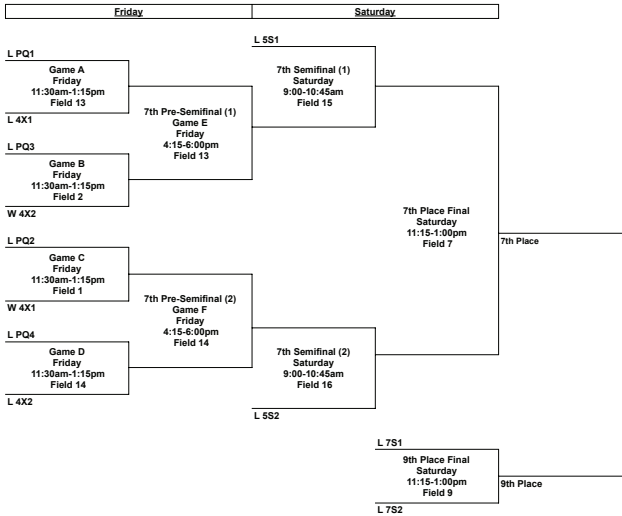 Friday
Saturday
L 5S1
L PQ1
Game A
Friday
11:30am-1:15pm
Field 13
L 4X1
7th Semifinal (1)
Saturday
9:00-10:45am
Field 15
7th Pre-Semifinal (1)
Game E
Friday
4:15-6:00pm
Field 13
L PQ3
Game B
Friday
11:30am-1:15pm
Field 2
W 4X2
7th Place Final
Saturday
11:15-1:00pm
Field 7
7th Place
L PQ2
Game C
Friday
11:30am-1:15pm
Field 1
W 4X1
7th Pre-Semifinal (2)
Game F
Friday
4:15-6:00pm
Field 14
L PQ4
Game D
Friday
11:30am-1:15pm
Field 14
L 4X2
7th Semifinal (2)
Saturday
9:00-10:45am
Field 16
L 5S2
L 7S1
9th Place Final
Saturday
11:15-1:00pm
Field 9
9th Place
L 7S2